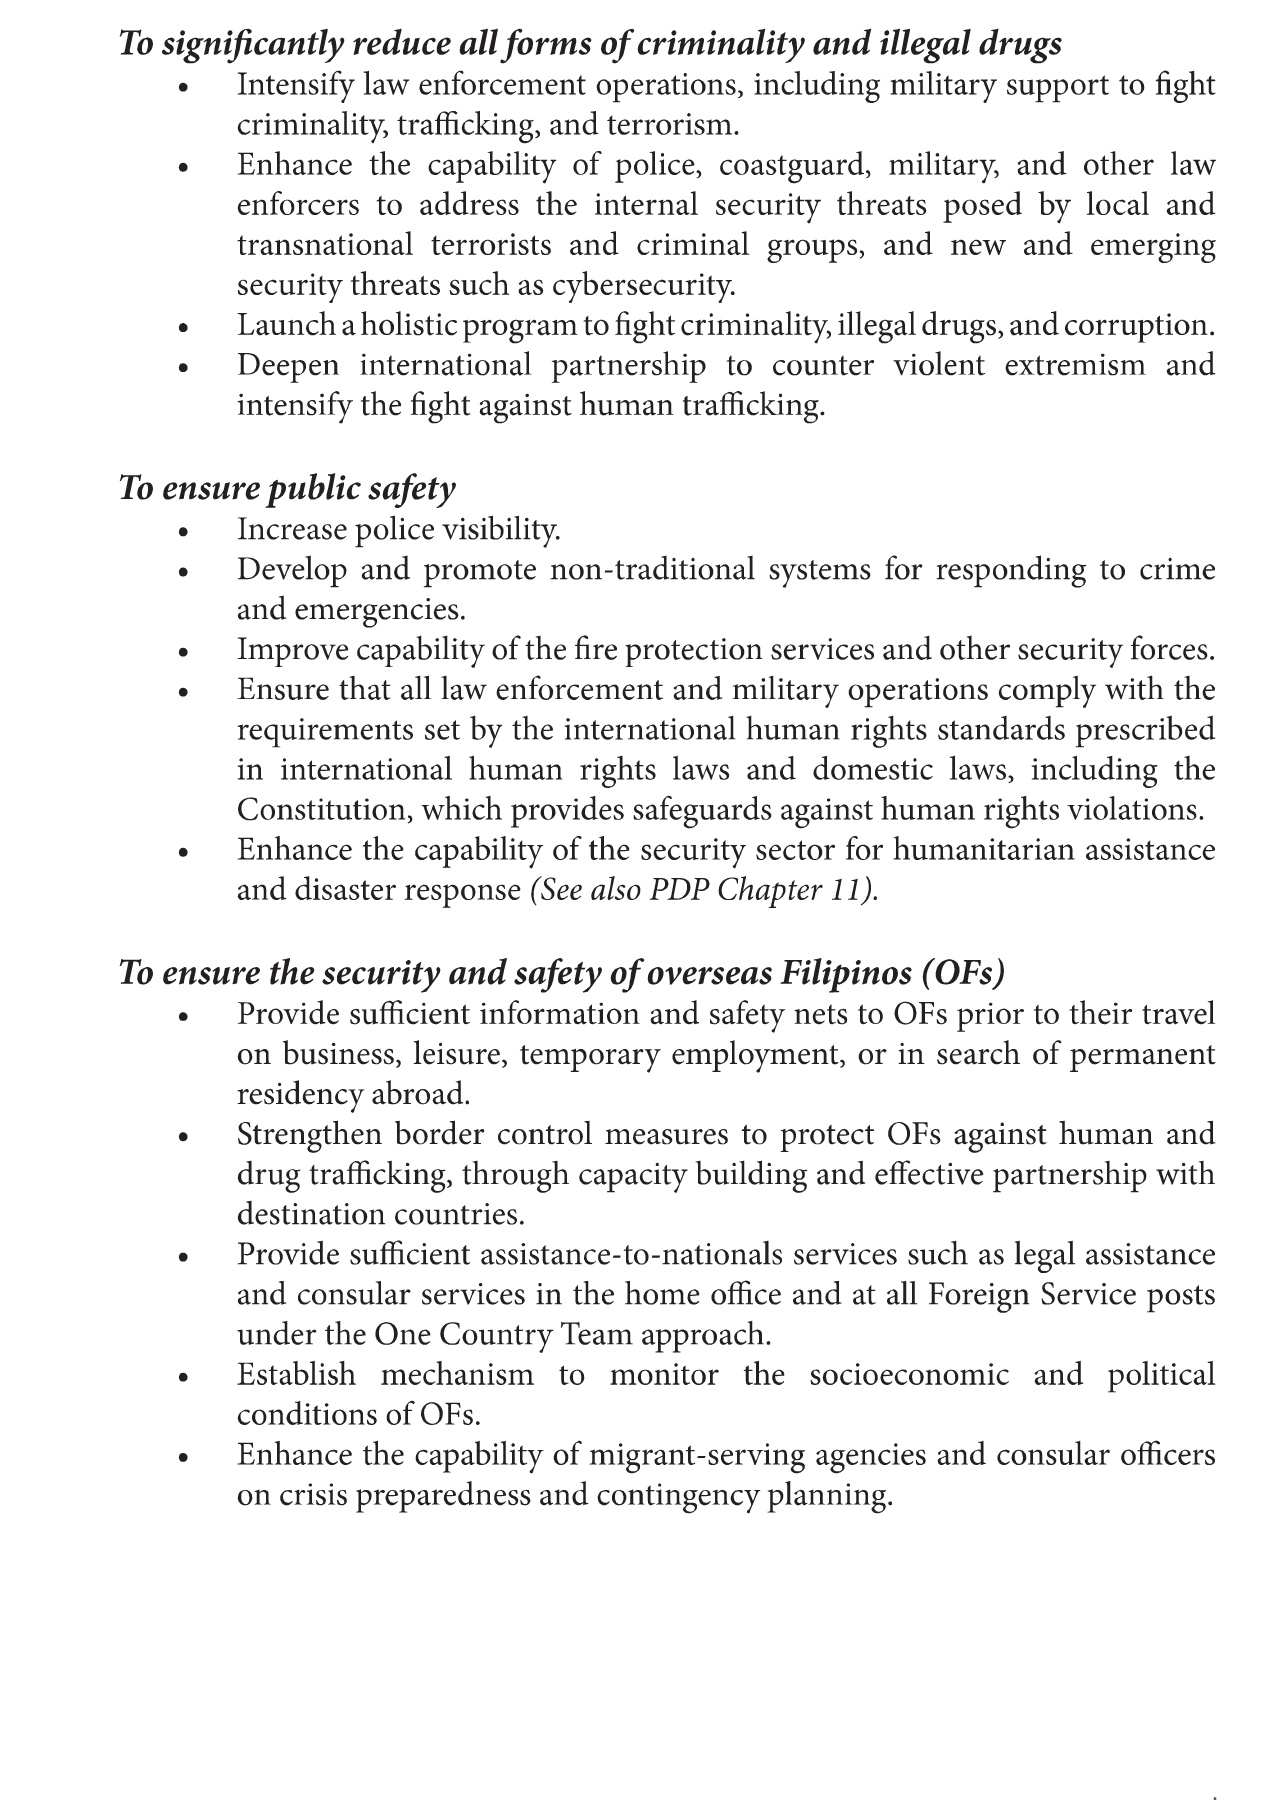 To significantly reduce all forms of criminality and illegal drugs
• Intensify law enforcement operations, including military support to fight
criminality, trafficking, and terrorism.
• Enhance the capability of police, coastguard, military, and other law
enforcers to address the internal security threats posed by local and
transnational terrorists and criminal groups, and new and emerging
security threats such as cybersecurity.
• Launch a holistic program to fight criminality, illegal drugs, and corruption.
• Deepen international partnership to counter violent extremism and
intensify the fight against human trafficking.
To ensure public safety
• Increase police visibility.
• Develop and promote non-traditional systems for responding to crime
and emergencies.
• Improve capability of the fire protection services and other security forces.
• Ensure that all law enforcement and military operations comply with the
requirements set by the international human rights standards prescribed
in international human rights laws and domestic laws, including the
Constitution, which provides safeguards against human rights violations.
• Enhance the capability of the security sector for humanitarian assistance
and disaster response (See also PDP Chapter 11).
To ensure the security and safety of overseas Filipinos (OFs)
• Provide sufficient information and safety nets to OFs prior to their travel
on business, leisure, temporary employment, or in search of permanent
residency abroad.
• Strengthen border control measures to protect OFs against human and
drug trafficking, through capacity building and effective partnership with
destination countries.
• Provide sufficient assistance-to-nationals services such as legal assistance
and consular services in the home office and at all Foreign Service posts
under the One Country Team approach.
• Establish mechanism to monitor the socioeconomic and political
conditions of OFs.
• Enhance the capability of migrant-serving agencies and consular officers
on crisis preparedness and contingency planning.